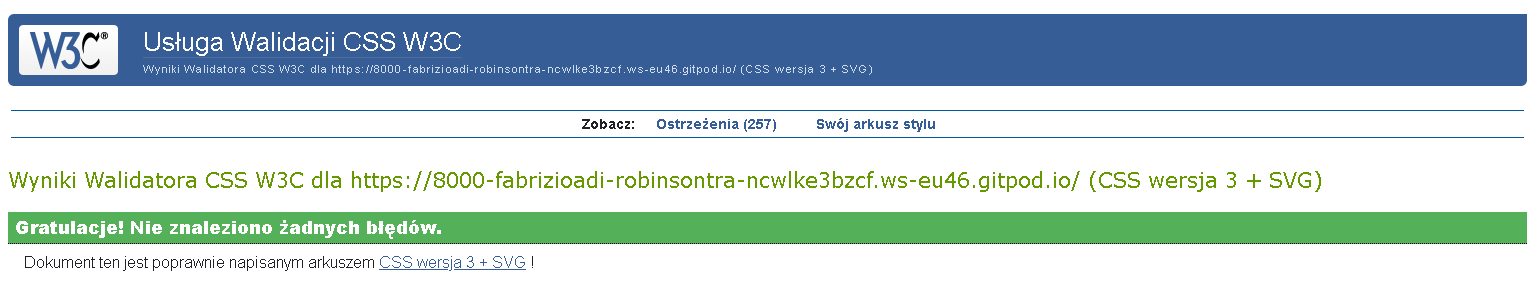 W3C® Usługa Walidacji CSS W3C
Wyniki Walidatora CSS W3C dla https://8000-fabrizioadi-robinsontra-ncwlke3bzcf.ws-eu46.gitpod.io/ (CSS wersja 3 + SVG)
Zobacz: Ostrzeżenia (257) Swój arkusz stylu
Wyniki Walidatora CSS W3C dla https://8000-fabrizioadi-robinsontra-ncwlke3bzcf.ws-eu46.gitpod.io/ (CSS wersja 3 + SVG)
Gratulacje! Nie znaleziono żadnych błędów.
Dokument ten jest poprawnie napisanym arkuszem CSS wersja 3 + SVG !